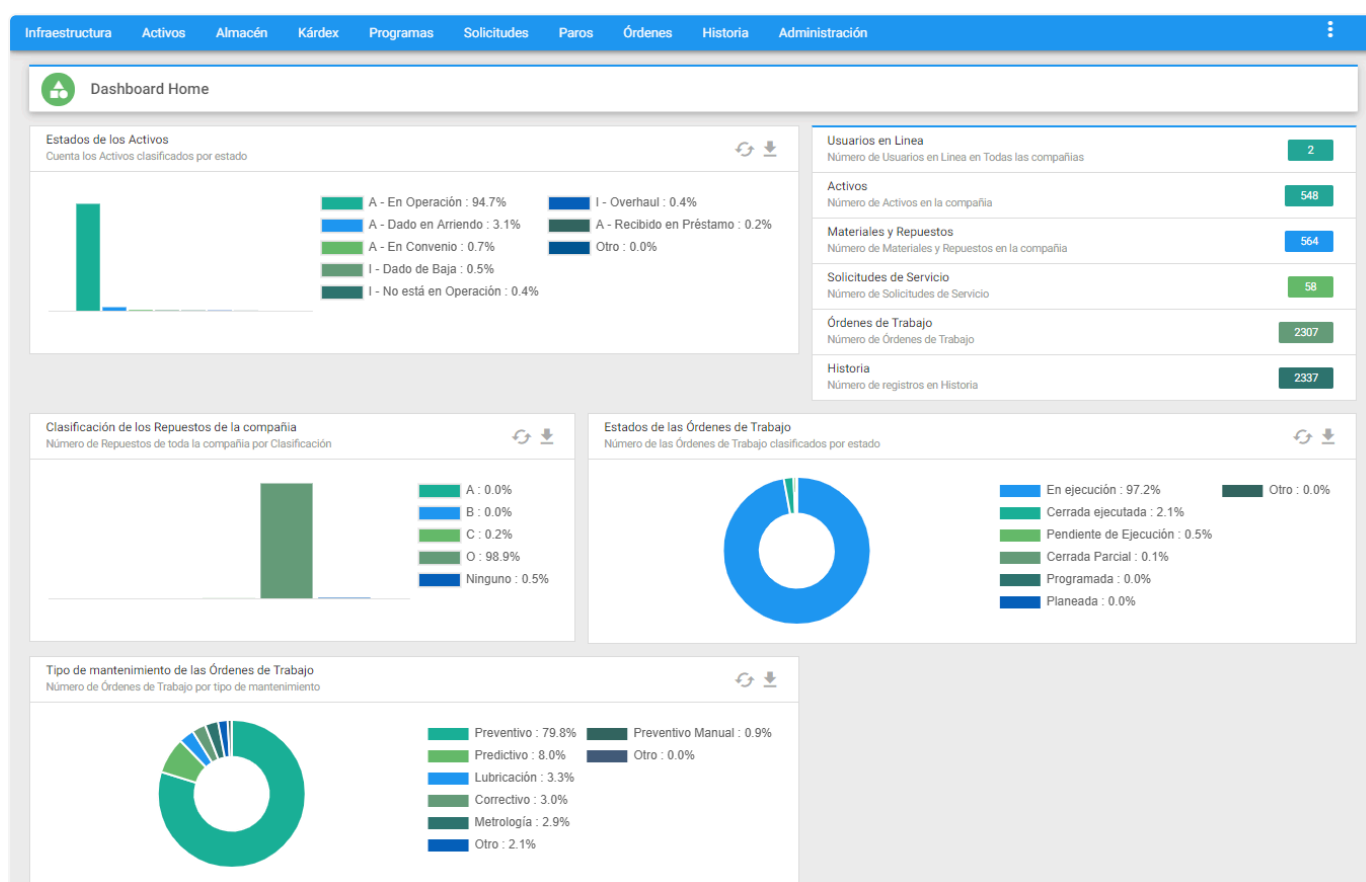 Infraestructura Activos Almacén Kárdex Programas Solicitudes Paros Órdenes Historia Administración
Dashboard Home
Estados de los Activos
Cuenta los Activos clasificados por estado
A - En Operación : 94.7%
A - Dado en Arriendo : 3.1%
A - En Convenio : 0.7%
I - Dado de Baja : 0.5%
I - No está en Operación : 0.4%
I - Overhaul : 0.4%
A - Recibido en Préstamo : 0.2%
Otro : 0.0%
Usuarios en Linea
Número de Usuarios en Linea en Todas las compañias
2
Activos
Número de Activos en la compañia
548
Materiales y Repuestos
Número de Materiales y Repuestos en la compañia
564
Solicitudes de Servicio
Número de Solicitudes de Servicio
58
Órdenes de Trabajo
Número de Órdenes de Trabajo
2307
Historia
Número de registros en Historia
2337
Clasificación de los Repuestos de la compañia
Número de Repuestos de toda la compañia por Clasificación
A : 0.0%
B : 0.0%
C : 0.2%
O : 98.9%
Ninguno : 0.5%
Estados de las Órdenes de Trabajo
Número de las Órdenes de Trabajo clasificados por estado
En ejecución : 97.2%
Cerrada ejecutada : 2.1%
Pendiente de Ejecución : 0.5%
Cerrada Parcial : 0.1%
Programada : 0.0%
Planeada : 0.0%
Otro : 0.0%
Tipo de mantenimiento de las Órdenes de Trabajo
Número de Órdenes de Trabajo por tipo de mantenimiento
Preventivo : 79.8%
Predictivo : 8.0%
Lubricación : 3.3%
Correctivo : 3.0%
Metrología : 2.9%
Otro : 2.1%
Preventivo Manual : 0.9%
Otro : 0.0%